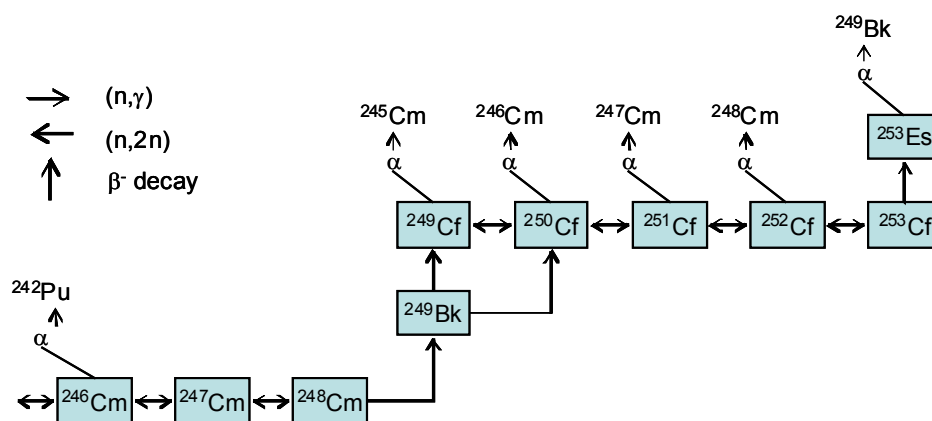 ²⁴⁹Bk
α
(n,γ)
(n,2n)
β⁻ decay
²⁴⁵Cm ²⁴⁶Cm ²⁴⁷Cm ²⁴⁸Cm
α α α α
²⁵³Es
²⁴⁹Cf ²⁵⁰Cf ²⁵¹Cf ²⁵²Cf ²⁵³Cf
²⁴²Pu
α
²⁴⁹Bk
²⁴⁶Cm ²⁴⁷Cm ²⁴⁸Cm